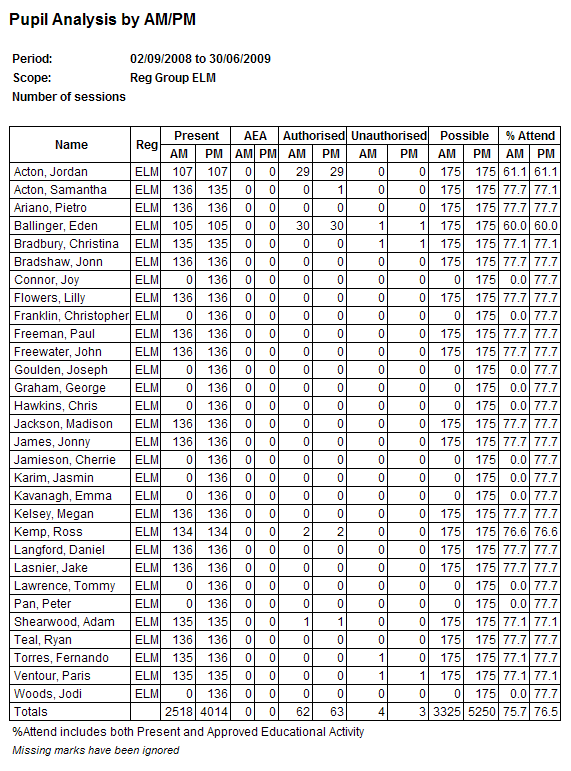 Pupil Analysis by AM/PM
Period: 02/09/2008 to 30/06/2009
Scope: Reg Group ELM
Number of sessions
Name Reg Present AEA Authorised Unauthorised Possible % Attend
AM PM AM PM AM PM AM PM AM PM AM PM
Acton, Jordan ELM 107 107 0 0 29 29 0 0 175 175 61.1 61.1
Acton, Samantha ELM 136 135 0 0 0 1 0 0 175 175 77.7 77.1
Ariano, Pietro ELM 136 136 0 0 0 0 0 0 175 175 77.7 77.7
Ballinger, Eden ELM 105 105 0 0 30 30 1 1 175 175 60.0 60.0
Bradbury, Christina ELM 135 135 0 0 0 0 1 1 175 175 77.1 77.1
Bradshaw, Jonn ELM 136 136 0 0 0 0 0 0 175 175 77.7 77.7
Connor, Joy ELM 0 136 0 0 0 0 0 0 0 175 0.0 77.7
Flowers, Lilly ELM 136 136 0 0 0 0 0 0 175 175 77.7 77.7
Franklin, Christopher ELM 0 136 0 0 0 0 0 0 0 175 0.0 77.7
Freeman, Paul ELM 136 136 0 0 0 0 0 0 175 175 77.7 77.7
Freewater, John ELM 136 136 0 0 0 0 0 0 175 175 77.7 77.7
Goulden, Joseph ELM 0 136 0 0 0 0 0 0 0 175 0.0 77.7
Graham, George ELM 0 136 0 0 0 0 0 0 0 175 0.0 77.7
Hawkins, Chris ELM 0 136 0 0 0 0 0 0 0 175 0.0 77.7
Jackson, Madison ELM 136 136 0 0 0 0 0 0 175 175 77.7 77.7
James, Jonny ELM 136 136 0 0 0 0 0 0 175 175 77.7 77.7
Jamieson, Cherrie ELM 0 136 0 0 0 0 0 0 0 175 0.0 77.7
Karim, Jasmin ELM 0 136 0 0 0 0 0 0 0 175 0.0 77.7
Kavanagh, Emma ELM 0 136 0 0 0 0 0 0 0 175 0.0 77.7
Kelsey, Megan ELM 136 136 0 0 0 0 0 0 175 175 77.7 77.7
Kemp, Ross ELM 134 134 0 0 2 2 0 0 175 175 76.6 76.6
Langford, Daniel ELM 136 136 0 0 0 0 0 0 175 175 77.7 77.7
Lasnier, Jake ELM 136 136 0 0 0 0 0 0 175 175 77.7 77.7
Lawrence, Tommy ELM 0 136 0 0 0 0 0 0 0 175 0.0 77.7
Pan, Peter ELM 0 136 0 0 0 0 0 0 0 175 0.0 77.7
Shearwood, Adam ELM 135 135 0 0 1 1 0 0 175 175 77.1 77.1
Teal, Ryan ELM 136 136 0 0 0 0 0 0 175 175 77.7 77.7
Torres, Fernando ELM 135 136 0 0 0 0 1 0 175 175 77.1 77.7
Ventour, Paris ELM 135 135 0 0 0 0 1 1 175 175 77.1 77.1
Woods, Jodi ELM 0 136 0 0 0 0 0 0 0 175 0.0 77.7
Totals 2518 4014 0 0 62 63 4 3 3325 5250 75.7 76.5
%Attend includes both Present and Approved Educational Activity
Missing marks have been ignored